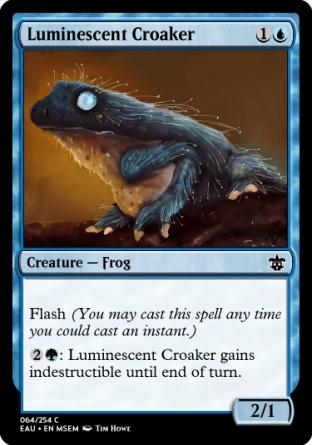 Luminescent Croaker 1
Creature — Frog
Flash (You may cast this spell any time
you could cast an instant.)
2: Luminescent Croaker gains
indestructible until end of turn.
064/254 C
EAU • EN MSEM Tim Howe
2/1